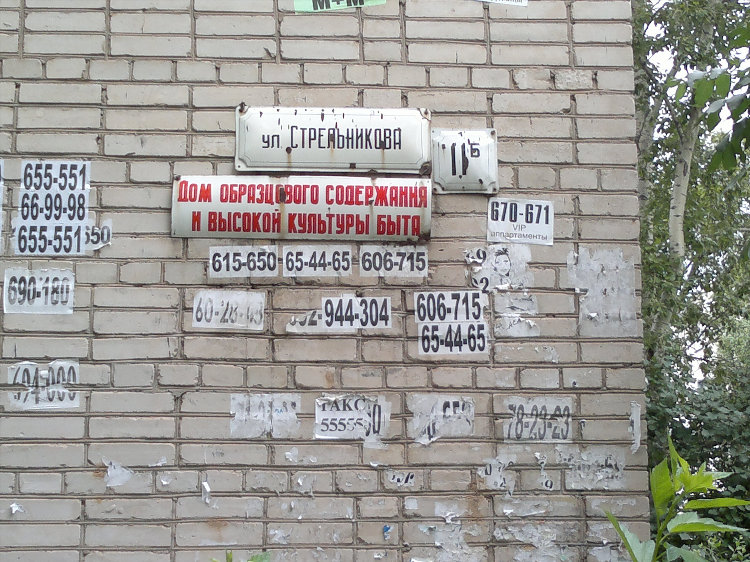 М+М
ул. СТРЕЛЬНИКОВА
11Б
ДОМ ОБРАЗЦОВОГО СОДЕРЖАНИЯ
И ВЫСОКОЙ КУЛЬТУРЫ БЫТА
655-551
66-99-98
655-551
670-671
VIP
аппартаменты
615-650
65-44-65
606-715
690-180
944-304
606-715
65-44-65
ТАКС
55555
78-23-23